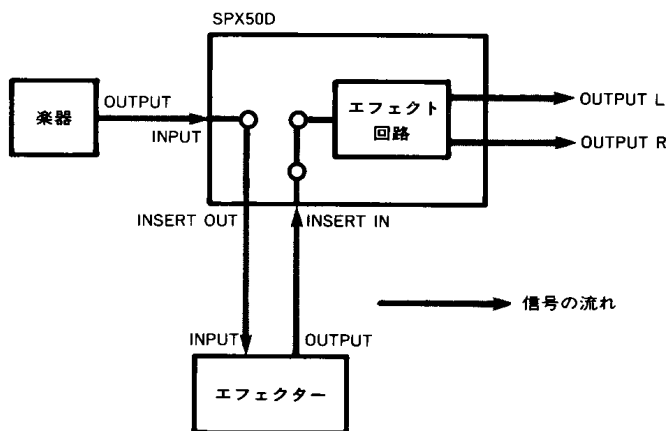 SPX50D
楽器
OUTPUT
INPUT
エフェクト
回路
OUTPUT L
OUTPUT R
INSERT OUT
INSERT IN
信号の流れ
INPUT
OUTPUT
エフェクター